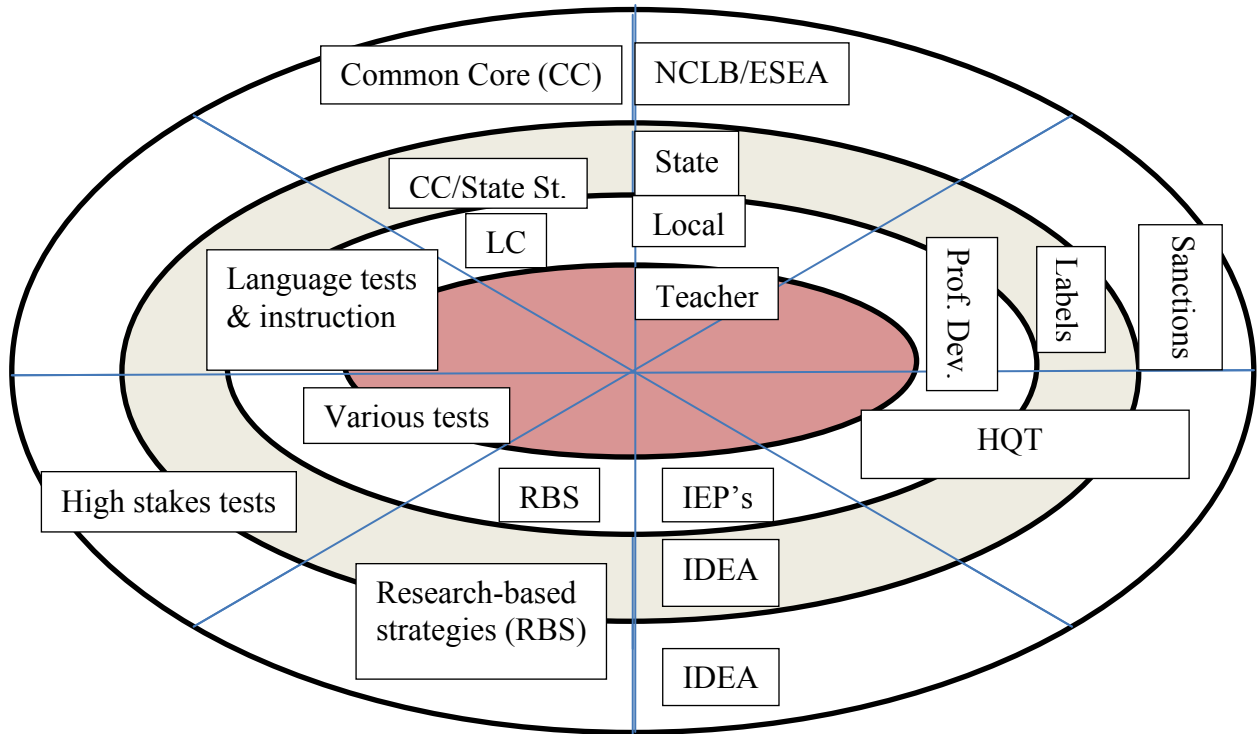 Common Core (CC)
NCLB/ESEA
State
CC/State St.
Local
LC
Language tests
& instruction
Teacher
Prof. Dev.
Labels
Sanctions
Various tests
HQT
High stakes tests
RBS
IEP’s
IDEA
Research-based
strategies (RBS)
IDEA